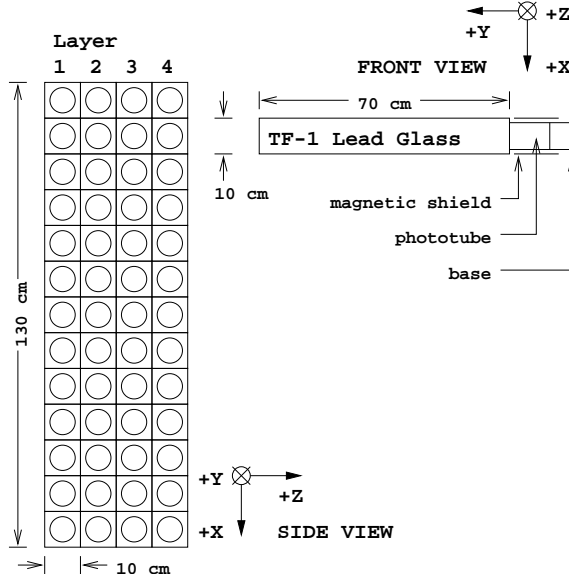 Layer
1 2 3 4
+Y
+Z
+X
FRONT VIEW
70 cm
TF-1 Lead Glass
10 cm
magnetic shield
phototube
base
130 cm
+Y
+Z
+X
SIDE VIEW
10 cm